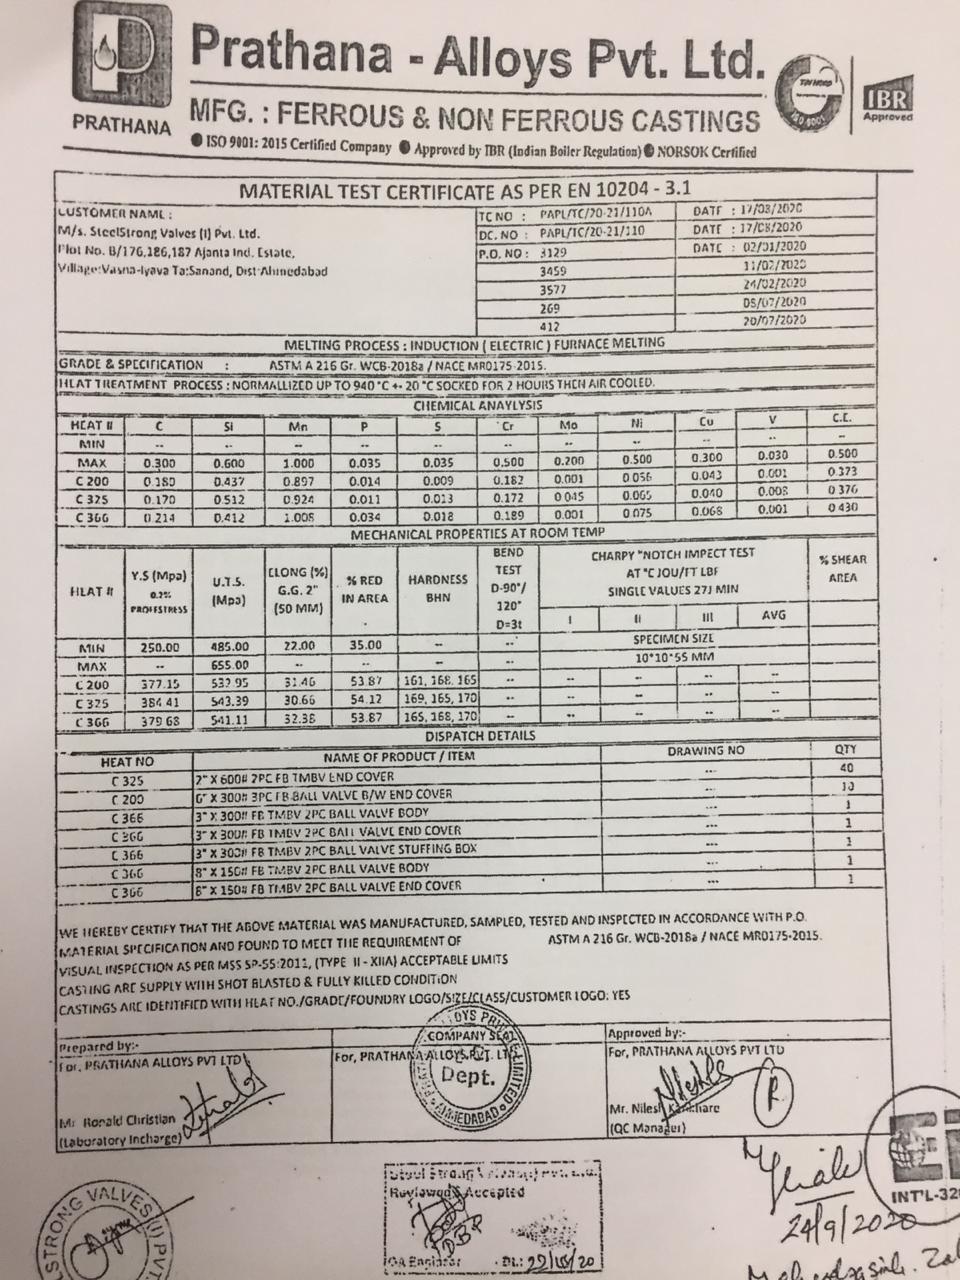 Prathana - Alloys Pvt. Ltd.
PRATHANA
MFG. : FERROUS & NON FERROUS CASTINGS
ISO 9001: 2015 Certified Company ● Approved by IBR (Indian Boiler Regulation) ● NORSOK Certified
TUV NORD
ISO 9001
IBR
Approved
MATERIAL TEST CERTIFICATE AS PER EN 10204 - 3.1
CUSTOMER NAME :
M/s. SteelStrong Valves (I) Pvt. Ltd.
Plot No. B/176,186,187 Ajanta Ind. Estate,
Village:Vasna-Iyava Ta:Sanand, Dist:Ahmedabad
TC NO : PAPL/TC/20-21/110A DATE : 17/08/2020
DC. NO : PAPL/TC/20-21/110 DATE : 17/08/2020
P.O. NO : 3129 DATE : 02/01/2020
3459 11/02/2020
3577 24/02/2020
269 08/07/2020
412 20/07/2020
MELTING PROCESS : INDUCTION ( ELECTRIC ) FURNACE MELTING
GRADE & SPECIFICATION : ASTM A 216 Gr. WCB-2018a / NACE MR0175-2015.
HEAT TREATMENT PROCESS : NORMALLIZED UP TO 940 °C +- 20 °C SOCKED FOR 2 HOURS THEN AIR COOLED.
CHEMICAL ANAYLYSIS
HEAT # C Si Mn P S Cr Mo Ni Cu V C.E.
MIN -- -- -- -- -- -- -- -- -- -- --
MAX 0.300 0.600 1.000 0.035 0.035 0.500 0.200 0.500 0.300 0.030 0.500
C 200 0.180 0.437 0.897 0.014 0.009 0.182 0.001 0.056 0.043 0.001 0.373
C 325 0.170 0.512 0.924 0.011 0.013 0.172 0.045 0.065 0.040 0.008 0.376
C 366 0.214 0.412 1.008 0.034 0.018 0.189 0.001 0.075 0.068 0.001 0.430
MECHANICAL PROPERTIES AT ROOM TEMP
HEAT # Y.S (Mpa) 0.2% PROFFSTRESS U.T.S. (Mpa) ELONG (%) G.G. 2" (50 MM) % RED IN AREA HARDNESS BHN BEND TEST D-90°/ 120° D=3t CHARPY "NOTCH IMPECT TEST AT °C JOU/FT LBF SINGLE VALUES 27J MIN % SHEAR AREA
I II III AVG
MIN 250.00 485.00 22.00 35.00 -- -- SPECIMEN SIZE
MAX -- 655.00 -- -- -- -- 10*10*55 MM
C 200 377.15 532.95 31.46 53.87 161, 168, 165 -- -- -- -- --
C 325 384.41 543.39 30.66 54.12 169, 165, 170 -- -- -- -- --
C 366 379.68 541.11 32.38 53.87 165, 168, 170 -- -- -- -- --
DISPATCH DETAILS
HEAT NO NAME OF PRODUCT / ITEM DRAWING NO QTY
C 325 2" X 600# 2PC FB TMBV END COVER --- 40
C 200 6" X 300# 3PC FB BALL VALVE B/W END COVER --- 10
C 366 3" X 300# FB TMBV 2PC BALL VALVE BODY --- 1
C 366 3" X 300# FB TMBV 2PC BALL VALVE END COVER --- 1
C 366 3" X 300# FB TMBV 2PC BALL VALVE STUFFING BOX --- 1
C 366 8" X 150# FB TMBV 2PC BALL VALVE BODY --- 1
C 366 8" X 150# FB TMBV 2PC BALL VALVE END COVER --- 1
WE HEREBY CERTIFY THAT THE ABOVE MATERIAL WAS MANUFACTURED, SAMPLED, TESTED AND INSPECTED IN ACCORDANCE WITH P.O.
MATERIAL SPECIFICATION AND FOUND TO MEET THE REQUIREMENT OF ASTM A 216 Gr. WCB-2018a / NACE MR0175-2015.
VISUAL INSPECTION AS PER MSS SP-55:2011, (TYPE II - XIIA) ACCEPTABLE LIMITS
CASTING ARE SUPPLY WITH SHOT BLASTED & FULLY KILLED CONDITION
CASTINGS ARE IDENTIFIED WITH HEAT NO./GRADE/FOUNDRY LOGO/SIZE/CLASS/CUSTOMER LOGO: YES
Prepared by:- COMPANY SEAL Approved by:-
For, PRATHANA ALLOYS PVT LTD For, PRATHANA ALLOYS PVT. LTD For, PRATHANA ALLOYS PVT LTD
Dept.
AHMEDABAD
Mr. Ronald Christian
(Laboratory Incharge)
Mr. Nilesh
(QC Manager)
R
Steel Strong Valves(I) Pvt. Ltd.
Reviewed & Accepted
DBR
QA Engineer Dt.: 22/08/20
STRONG VALVES (I) PVT.
24/9/2020
EI
INT'L-328